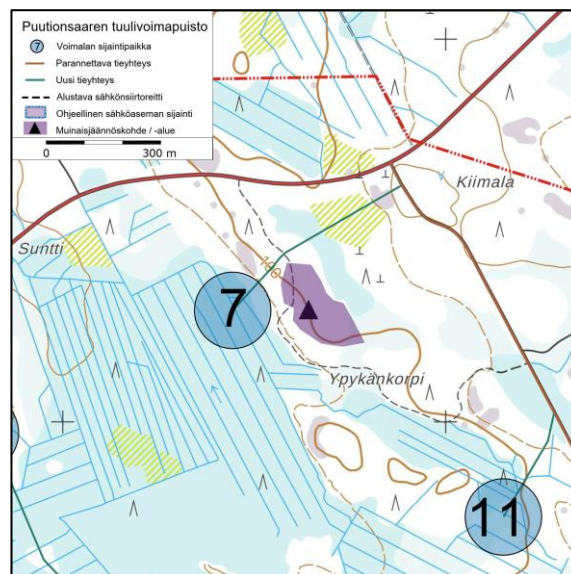 Puutionsaaren tuulivoimapuisto
7 Voimalan sijaintipaikka
Parannettava tieyhteys
Uusi tieyhteys
Alustava sähkönsiirtoreitti
Ohjeellinen sähköaseman sijainti
Muinaisjäännöskohde / -alue
0 300 m
Kiimala
Suntti
160
7
Ypykänkorpi
11